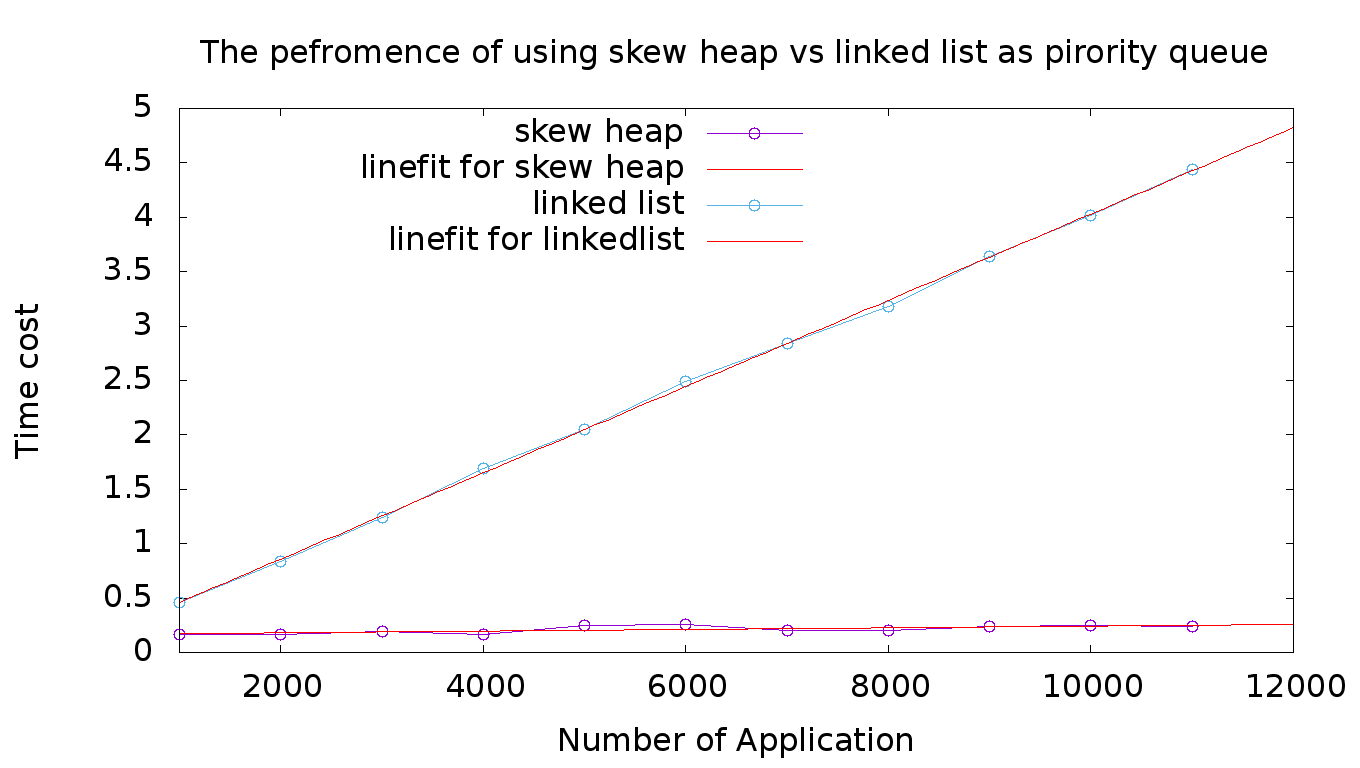 The pefromence of using skew heap vs linked list as pirority queue
5
4.5
4
3.5
3
2.5
2
1.5
1
0.5
0
skew heap
linefit for skew heap
linked list
linefit for linkedlist
Time cost
2000 4000 6000 8000 10000 12000
Number of Application